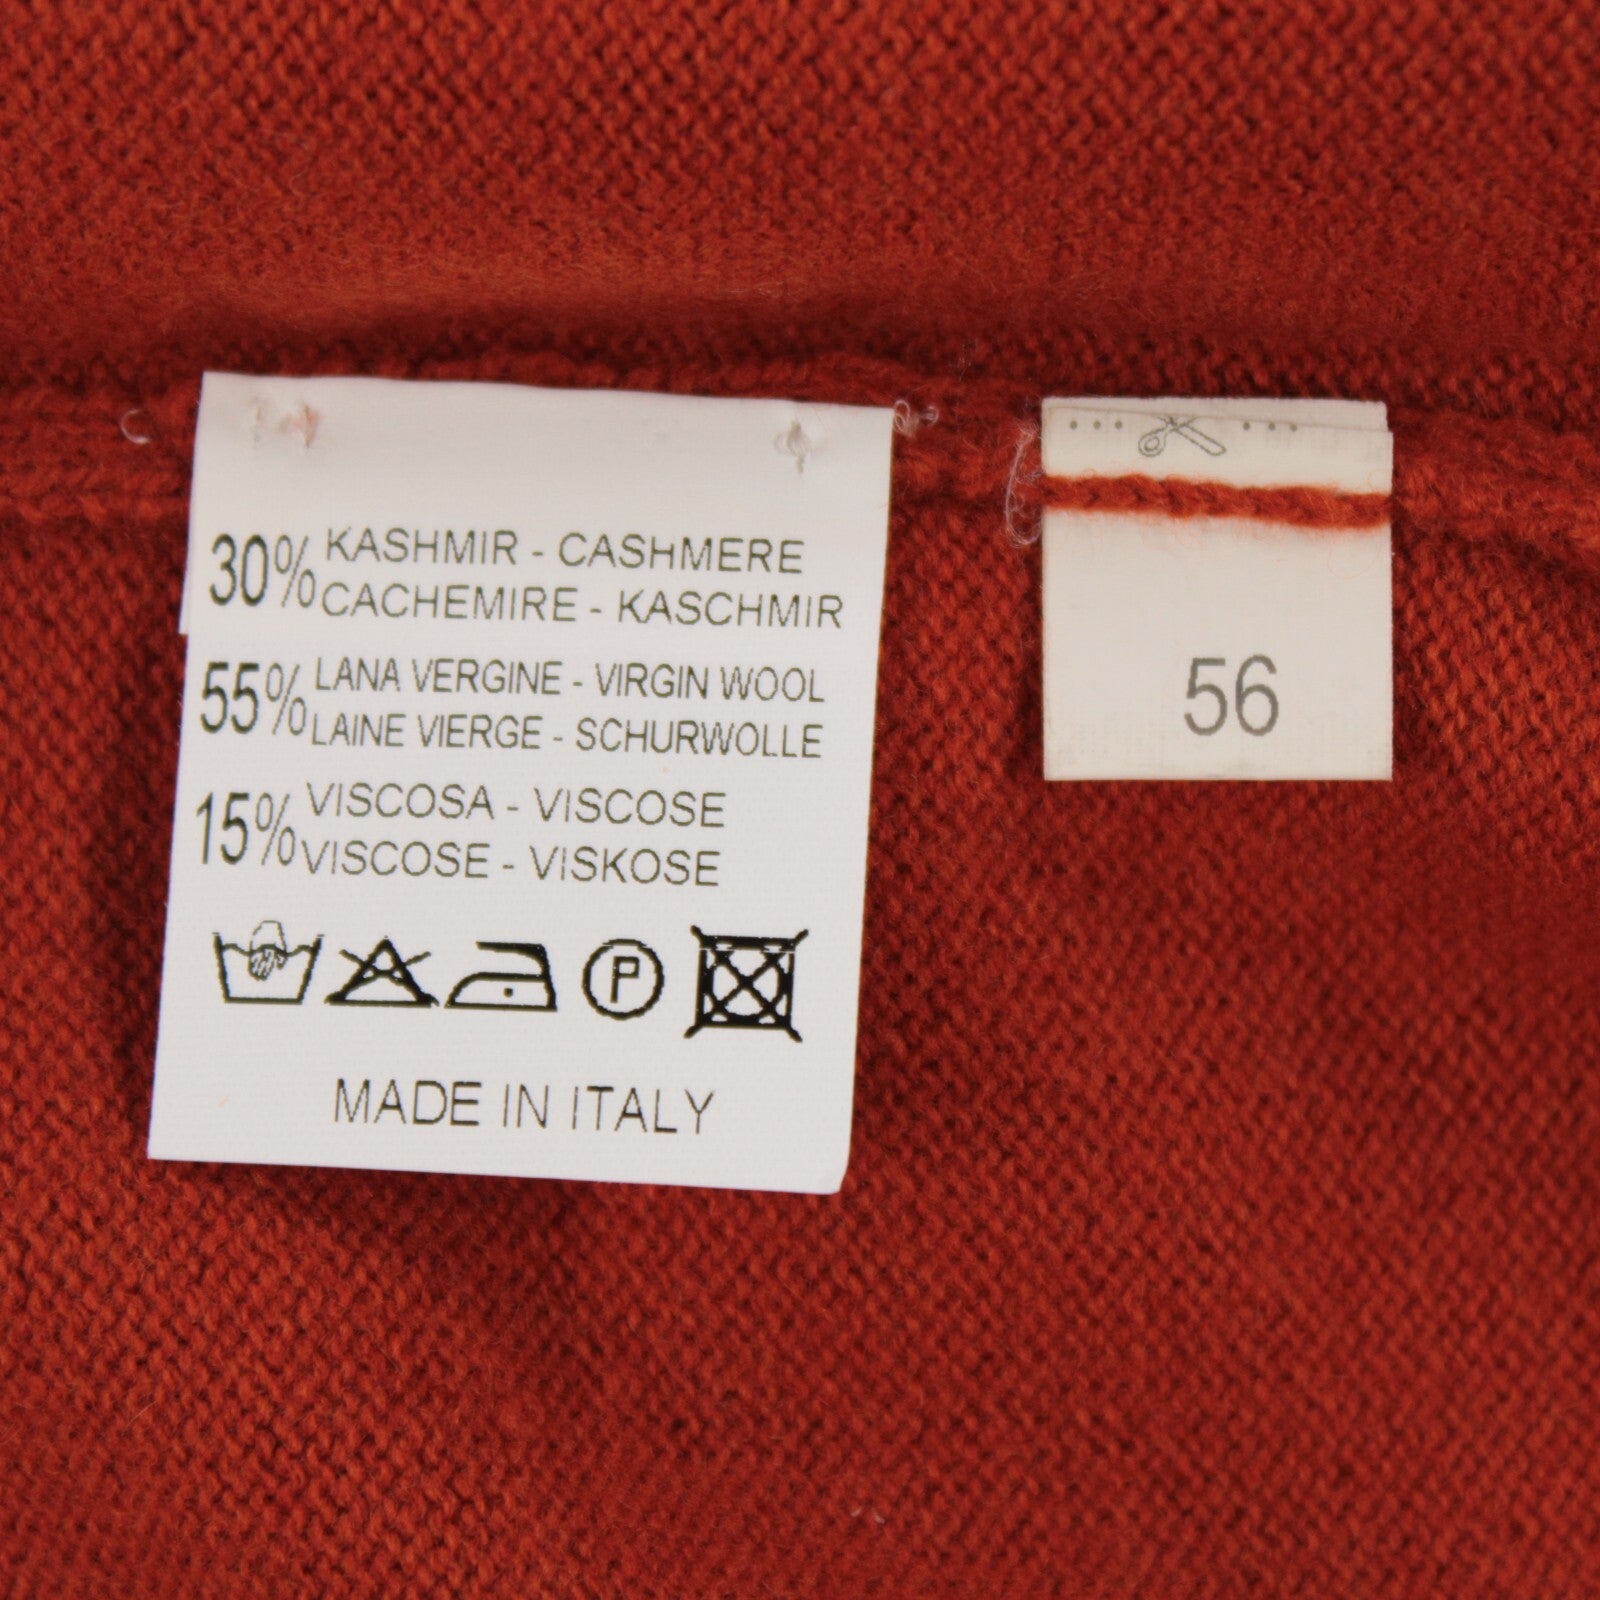 30% KASHMIR - CASHMERE
CACHEMIRE - KASCHMIR
55% LANA VERGINE - VIRGIN WOOL
LAINE VIERGE - SCHURWOLLE
15% VISCOSA - VISCOSE
VISCOSE - VISKOSE
P
MADE IN ITALY
56